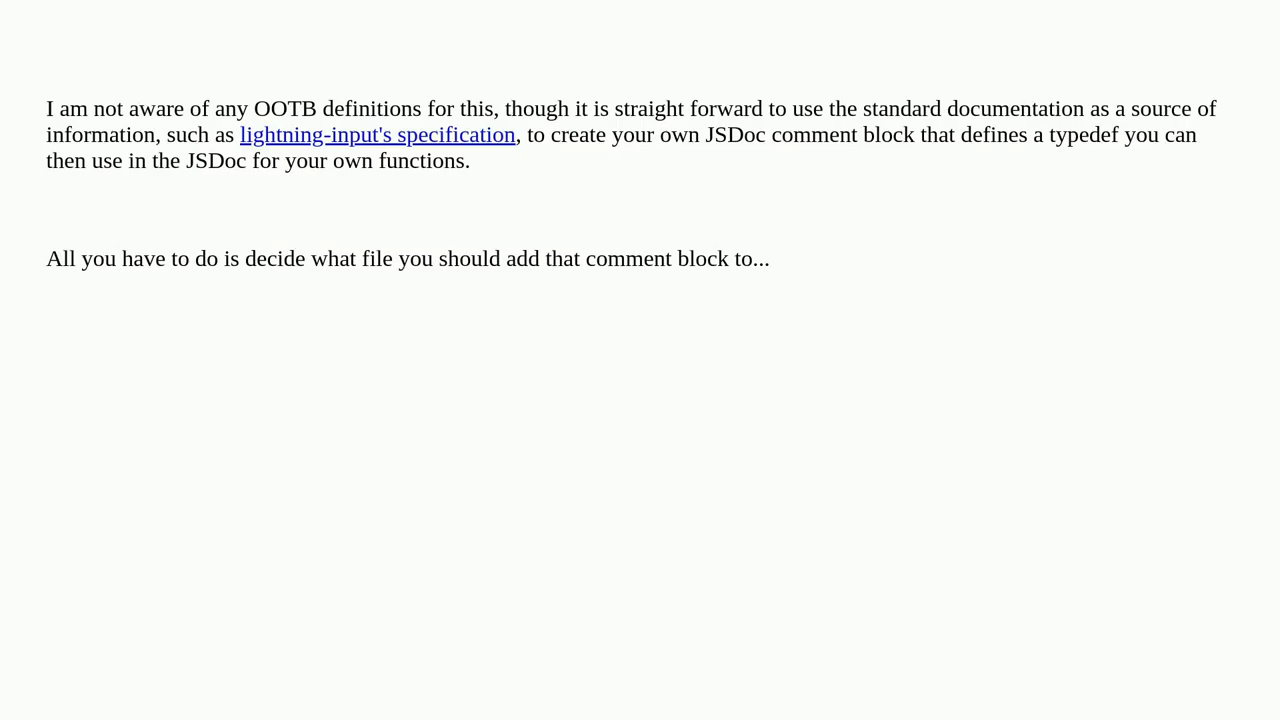 I am not aware of any OOTB definitions for this, though it is straight forward to use the standard documentation as a source of
information, such as lightning-input's specification, to create your own JSDoc comment block that defines a typedef you can
then use in the JSDoc for your own functions.
All you have to do is decide what file you should add that comment block to...